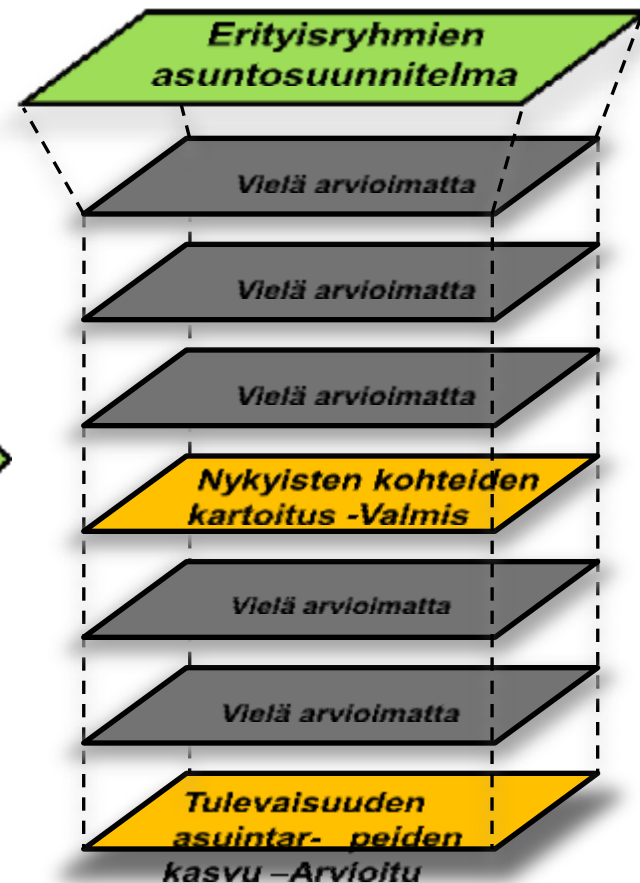 Erityisryhmien
asuntosuunnitelma
Vielä arvioimatta
Vielä arvioimatta
Vielä arvioimatta
Nykyisten kohteiden
kartoitus -Valmis
Vielä arvioimatta
Vielä arvioimatta
Tulevaisuuden
asuintar- peiden
kasvu –Arvioitu